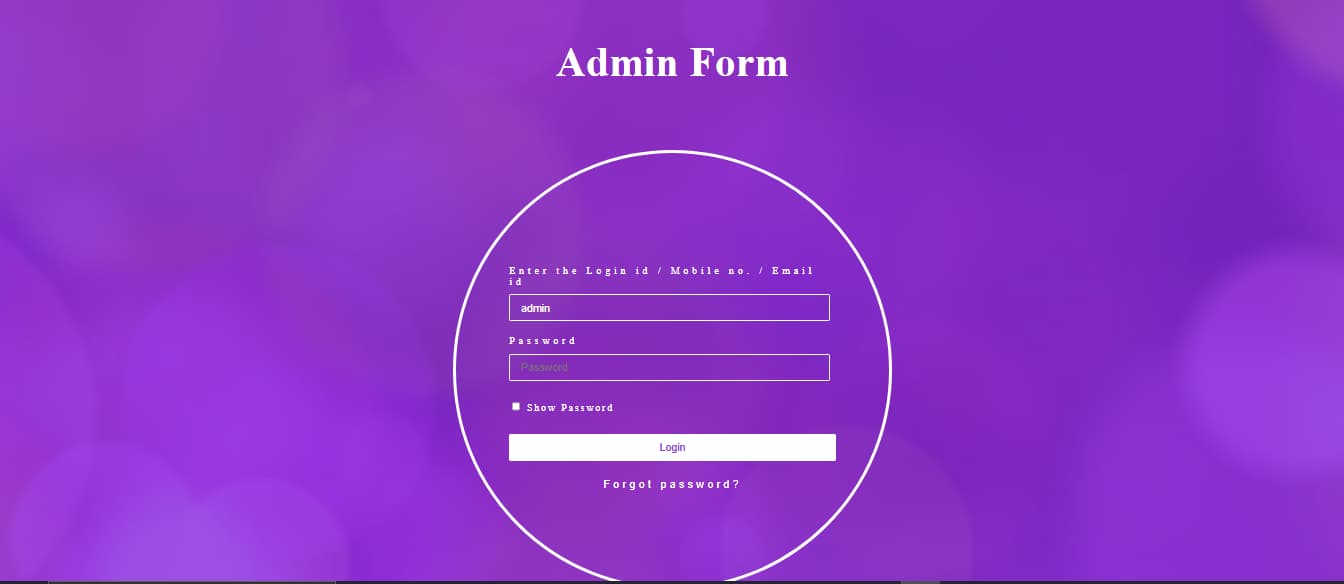 Admin Form
Enter the Login id / Mobile no. / Email
id
admin
Password
Password
Show Password
Login
Forgot password?